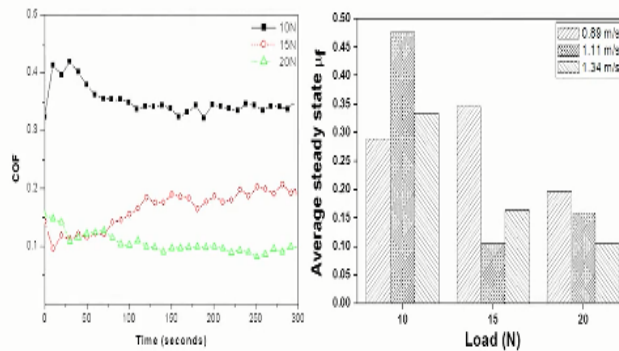 0.5
0.4
0.3
0.2
0.1
COF
0 50 100 150 200 250 300
Time (seconds)
10N
15N
20N
0.50
0.45
0.40
0.35
0.30
0.25
0.20
0.15
0.10
0.05
0.00
Average steady state μf
10 15 20
Load (N)
0.89 m/s
1.11 m/s
1.34 m/s